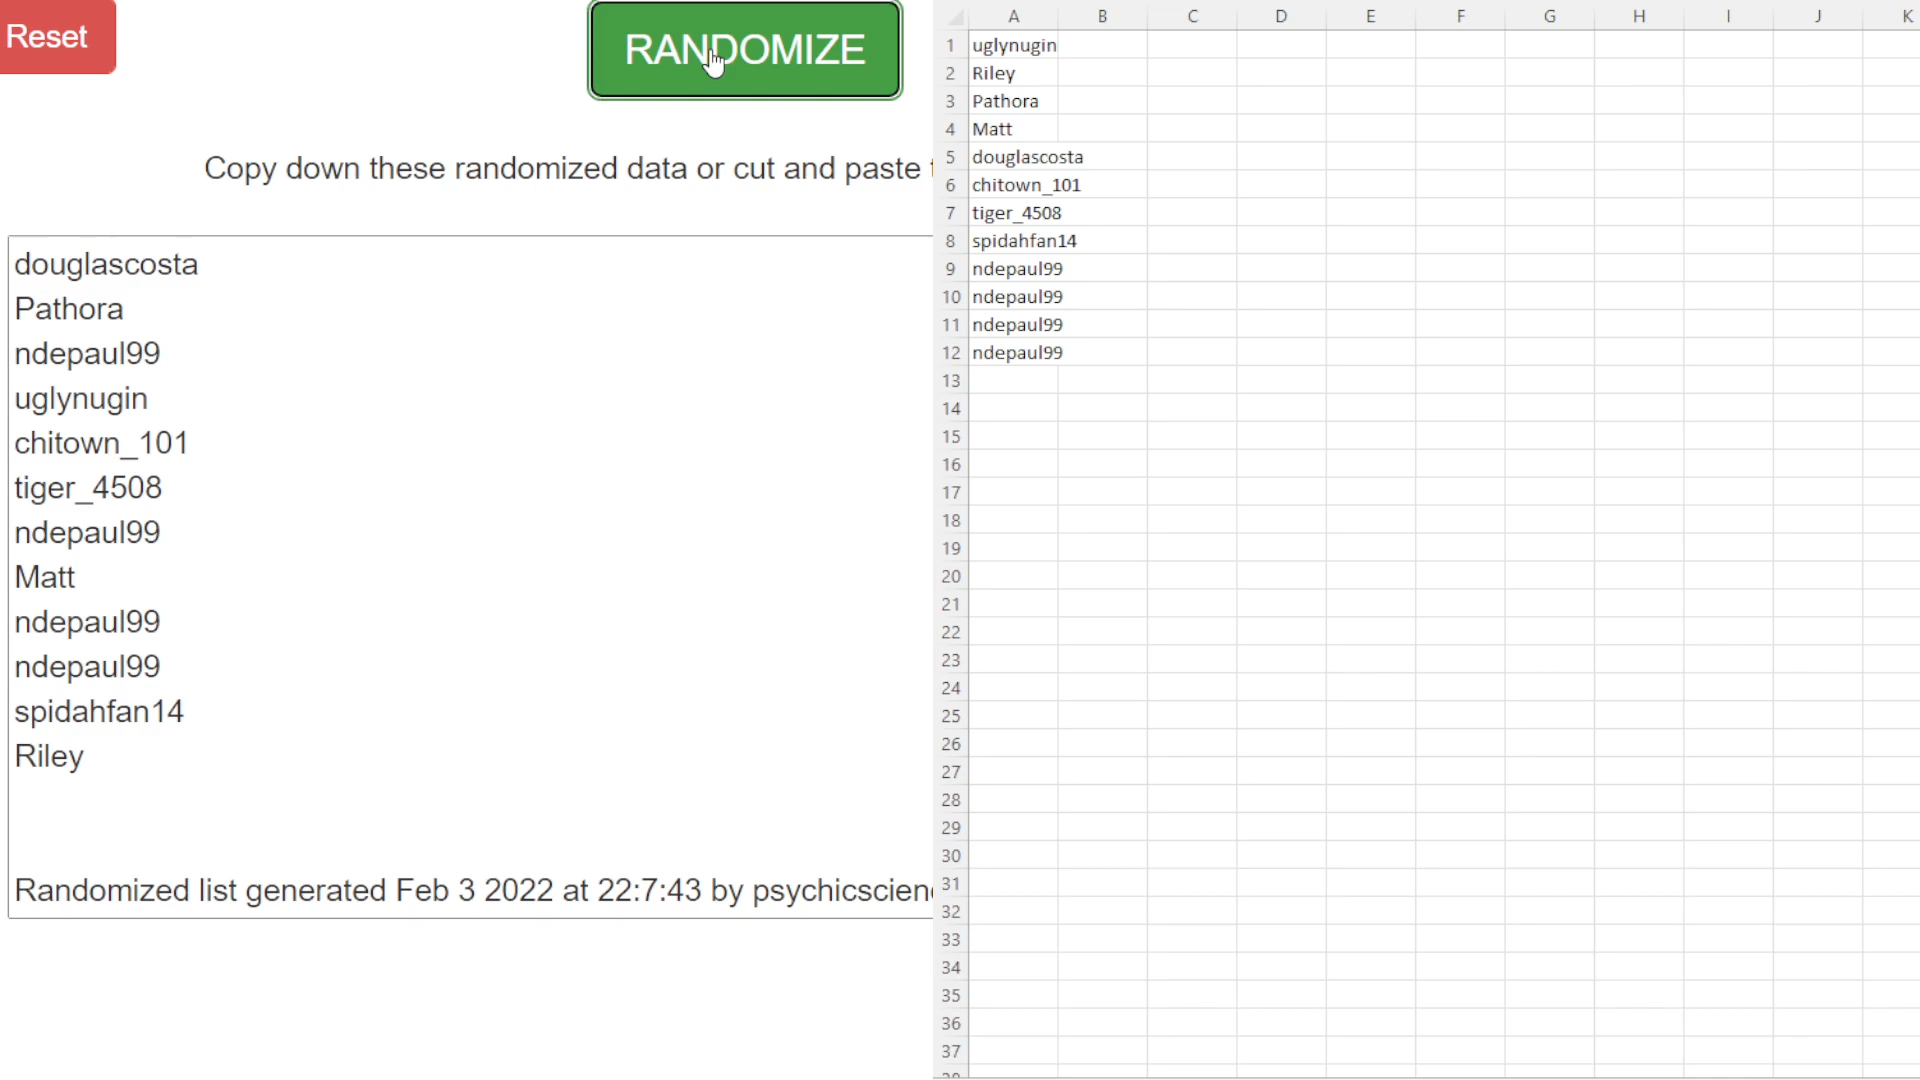 Reset
RANDOMIZE
Copy down these randomized data or cut and paste
douglascosta
Pathora
ndepaul99
uglynugin
chitown_101
tiger_4508
ndepaul99
Matt
ndepaul99
ndepaul99
spidahfan14
Riley
Randomized list generated Feb 3 2022 at 22:7:43 by psychicscien
A B C D E F G H I J K
1 uglynugin
2 Riley
3 Pathora
4 Matt
5 douglascosta
6 chitown_101
7 tiger_4508
8 spidahfan14
9 ndepaul99
10 ndepaul99
11 ndepaul99
12 ndepaul99
13
14
15
16
17
18
19
20
21
22
23
24
25
26
27
28
29
30
31
32
33
34
35
36
37